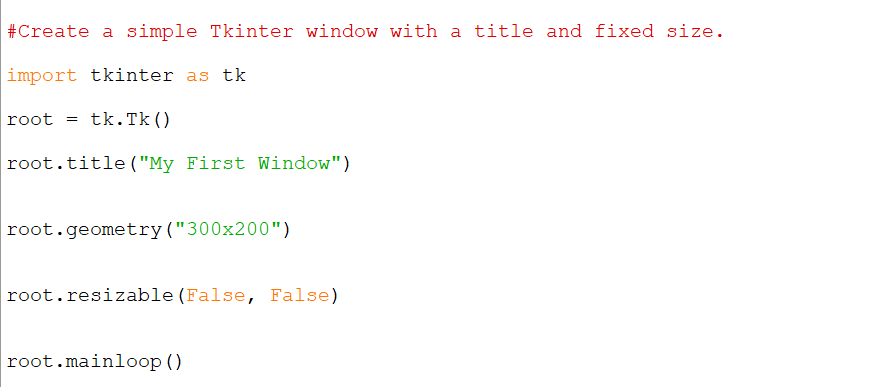 #Create a simple Tkinter window with a title and fixed size.
import tkinter as tk
root = tk.Tk()
root.title("My First Window")
root.geometry("300x200")
root.resizable(False, False)
root.mainloop()